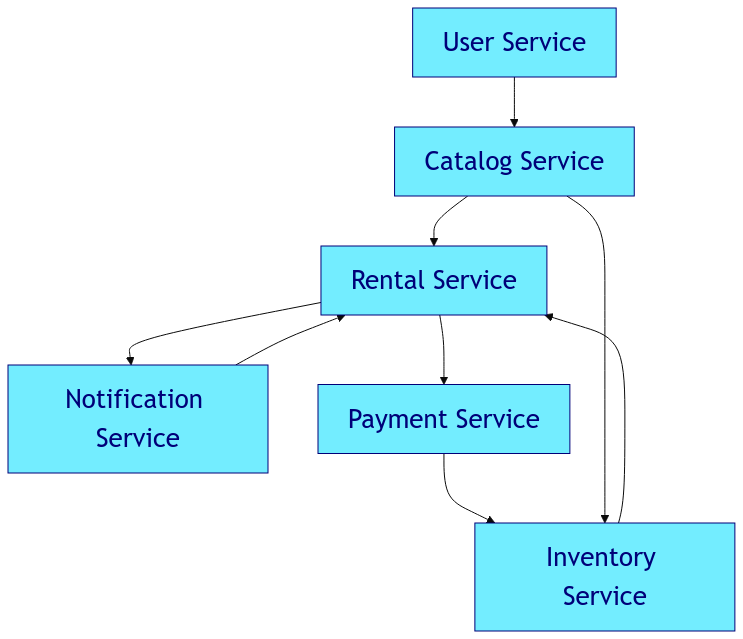 User Service
Catalog Service
Rental Service
Notification
Service
Payment Service
Inventory
Service